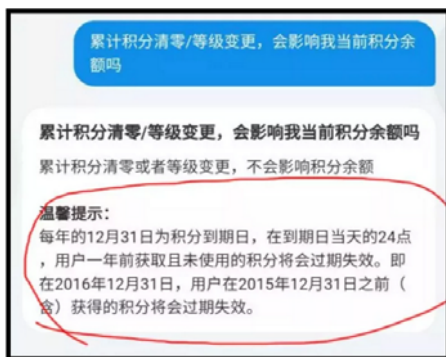 累计积分清零/等级变更，会影响我当前积分余
额吗
累计积分清零/等级变更，会影响我当前积分余额吗
累计积分清零或者等级变更，不会影响积分余额
温馨提示：
每年的12月31日为积分到期日，在到期日当天的24点
，用户一年前获取且未使用的积分将会过期失效。即
在2016年12月31日，用户在2015年12月31日之前（
含）获得的积分将会过期失效。